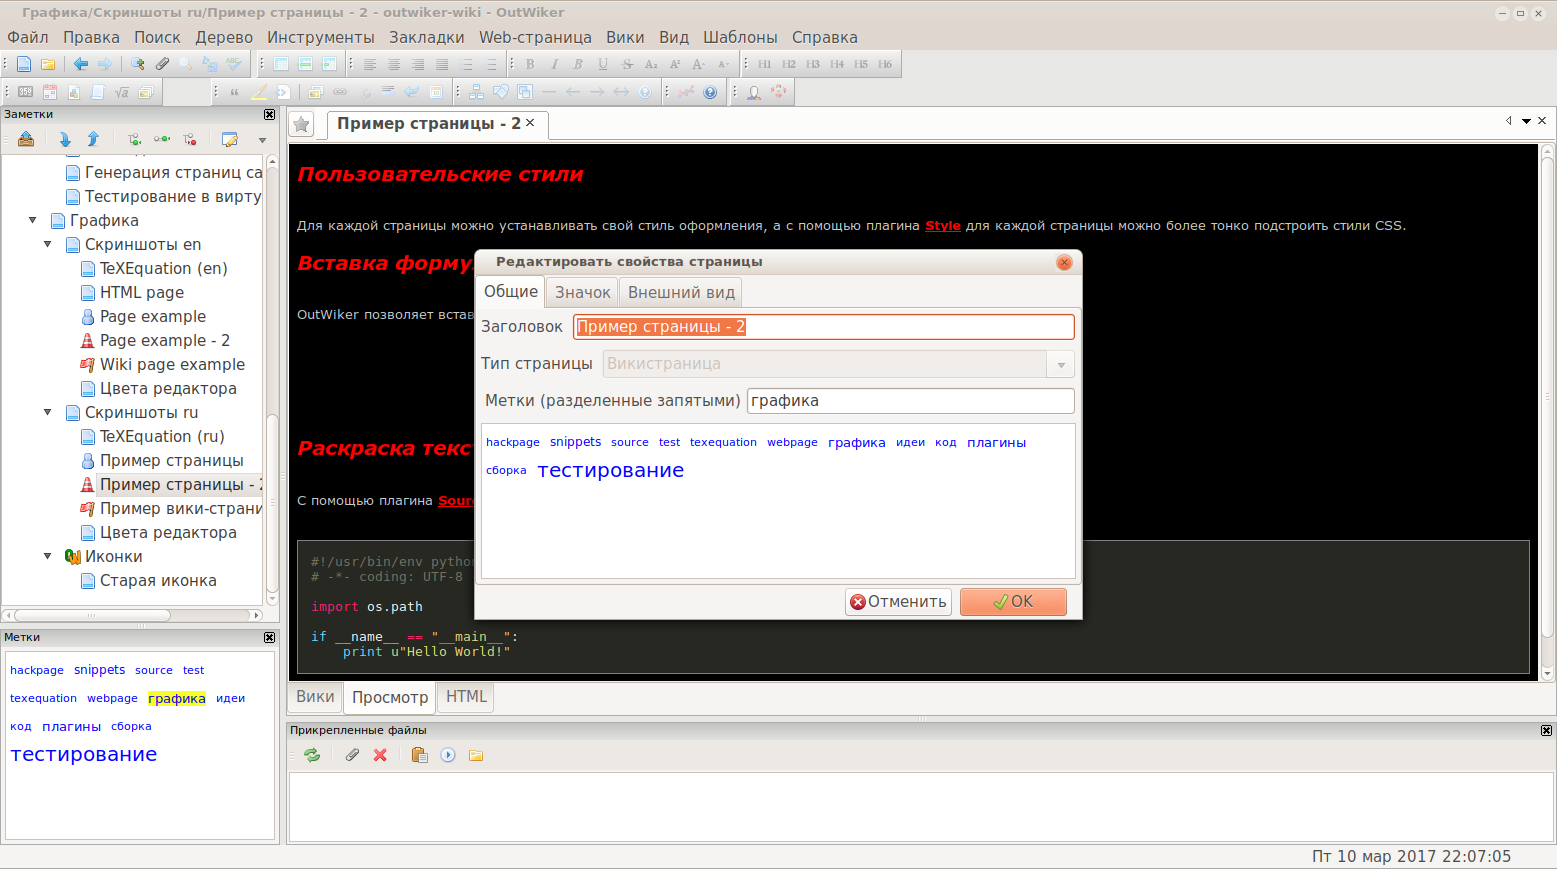 Графика/Скриншоты ru/Пример страницы - 2 - outwiker-wiki - OutWiker
Файл Правка Поиск Дерево Инструменты Закладки Web-страница Вики Вид Шаблоны Справка
H1 H2 H3 H4 H5 H6
Заметки
Генерация страниц са
Тестирование в вирту
Графика
Скриншоты en
TeXEquation (en)
HTML page
Page example
Page example - 2
Wiki page example
Цвета редактора
Скриншоты ru
TeXEquation (ru)
Пример страницы
Пример страницы - 2
Пример вики-страни
Цвета редактора
Иконки
Старая иконка
Метки
hackpage snippets source test
texequation webpage графика идеи
код плагины сборка
тестирование
Пример страницы - 2
Пользовательские стили
Для каждой страницы можно устанавливать свой стиль оформления, а с помощью плагина Style для каждой страницы можно более тонко подстроить стили CSS.
Вставка форму
OutWiker позволяет встав
Раскраска текс
С помощью плагина Sour
#!/usr/bin/env python
# -*- coding: UTF-8
import os.path
if __name__ == "__main__":
print u"Hello World!"
Редактировать свойства страницы
Общие Значок Внешний вид
Заголовок Пример страницы - 2
Тип страницы Викистраница
Метки (разделенные запятыми) графика
hackpage snippets source test texequation webpage графика идеи код плагины
сборка тестирование
Отменить OK
Вики Просмотр HTML
Прикрепленные файлы
Пт 10 мар 2017 22:07:05